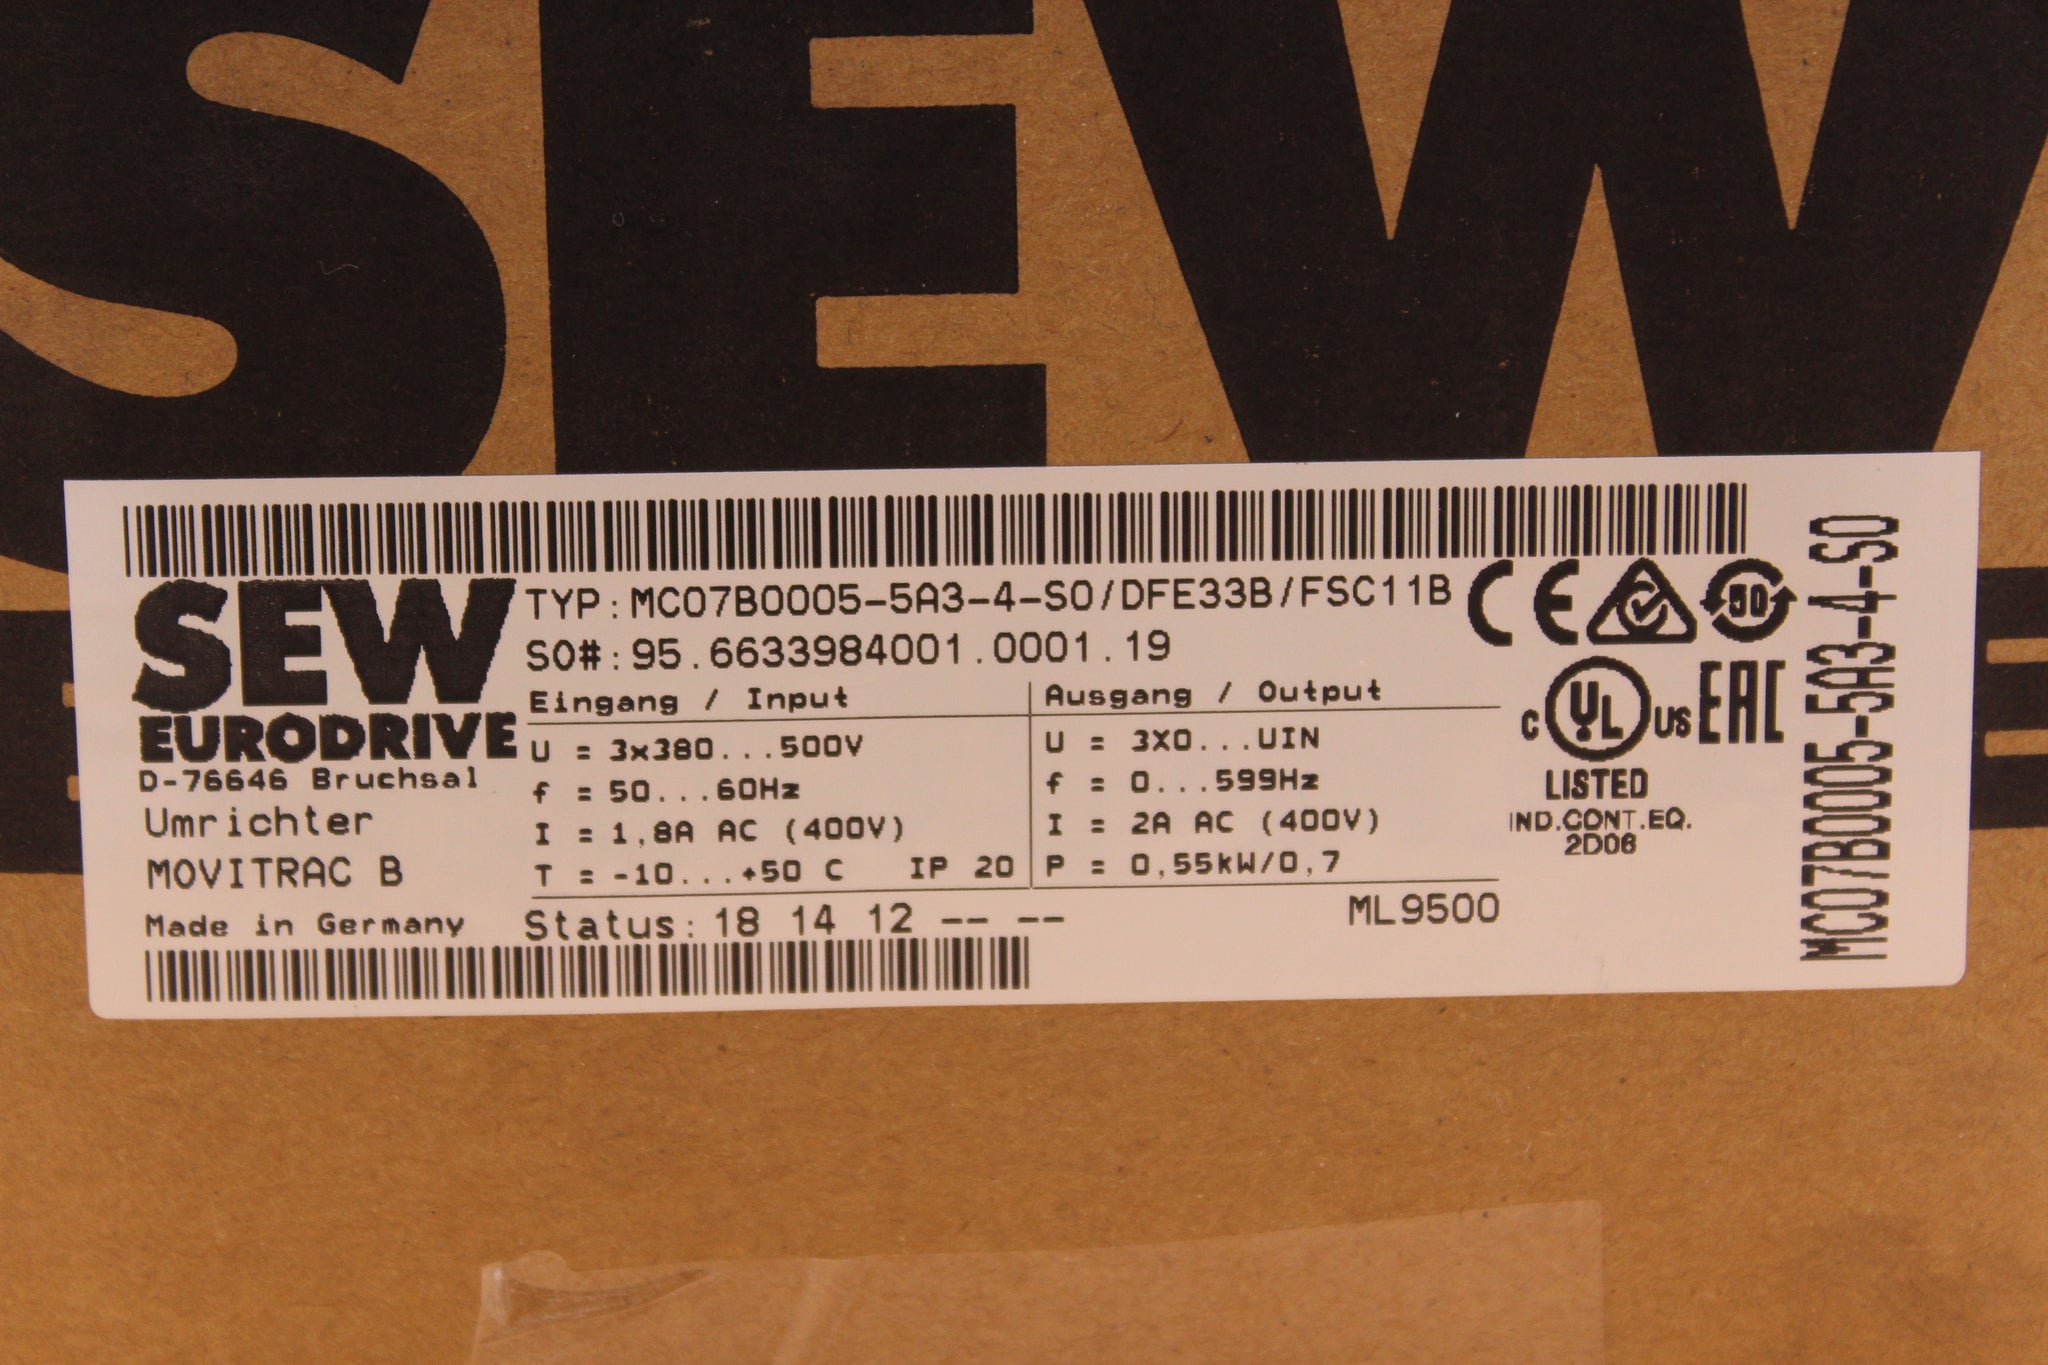 SEW
SEW
EURODRIVE
D-76646 Bruchsal
Umrichter
MOVITRAC B
Made in Germany
TYP:MC07B0005-5A3-4-S0/DFE33B/FSC11B
SO#:95.6633984001.0001.19
Eingang / Input
U = 3x380...500V
f = 50...60Hz
I = 1,8A AC (400V)
T = -10...+50 C IP 20
Ausgang / Output
U = 3X0...UIN
f = 0...599Hz
I = 2A AC (400V)
P = 0,55kW/0,7
Status: 18 14 12 -- --
ML9500
CE
50
C UL US EAC
LISTED
IND.CONT.EQ.
2D06
MC07B0005-5A3-4-S0